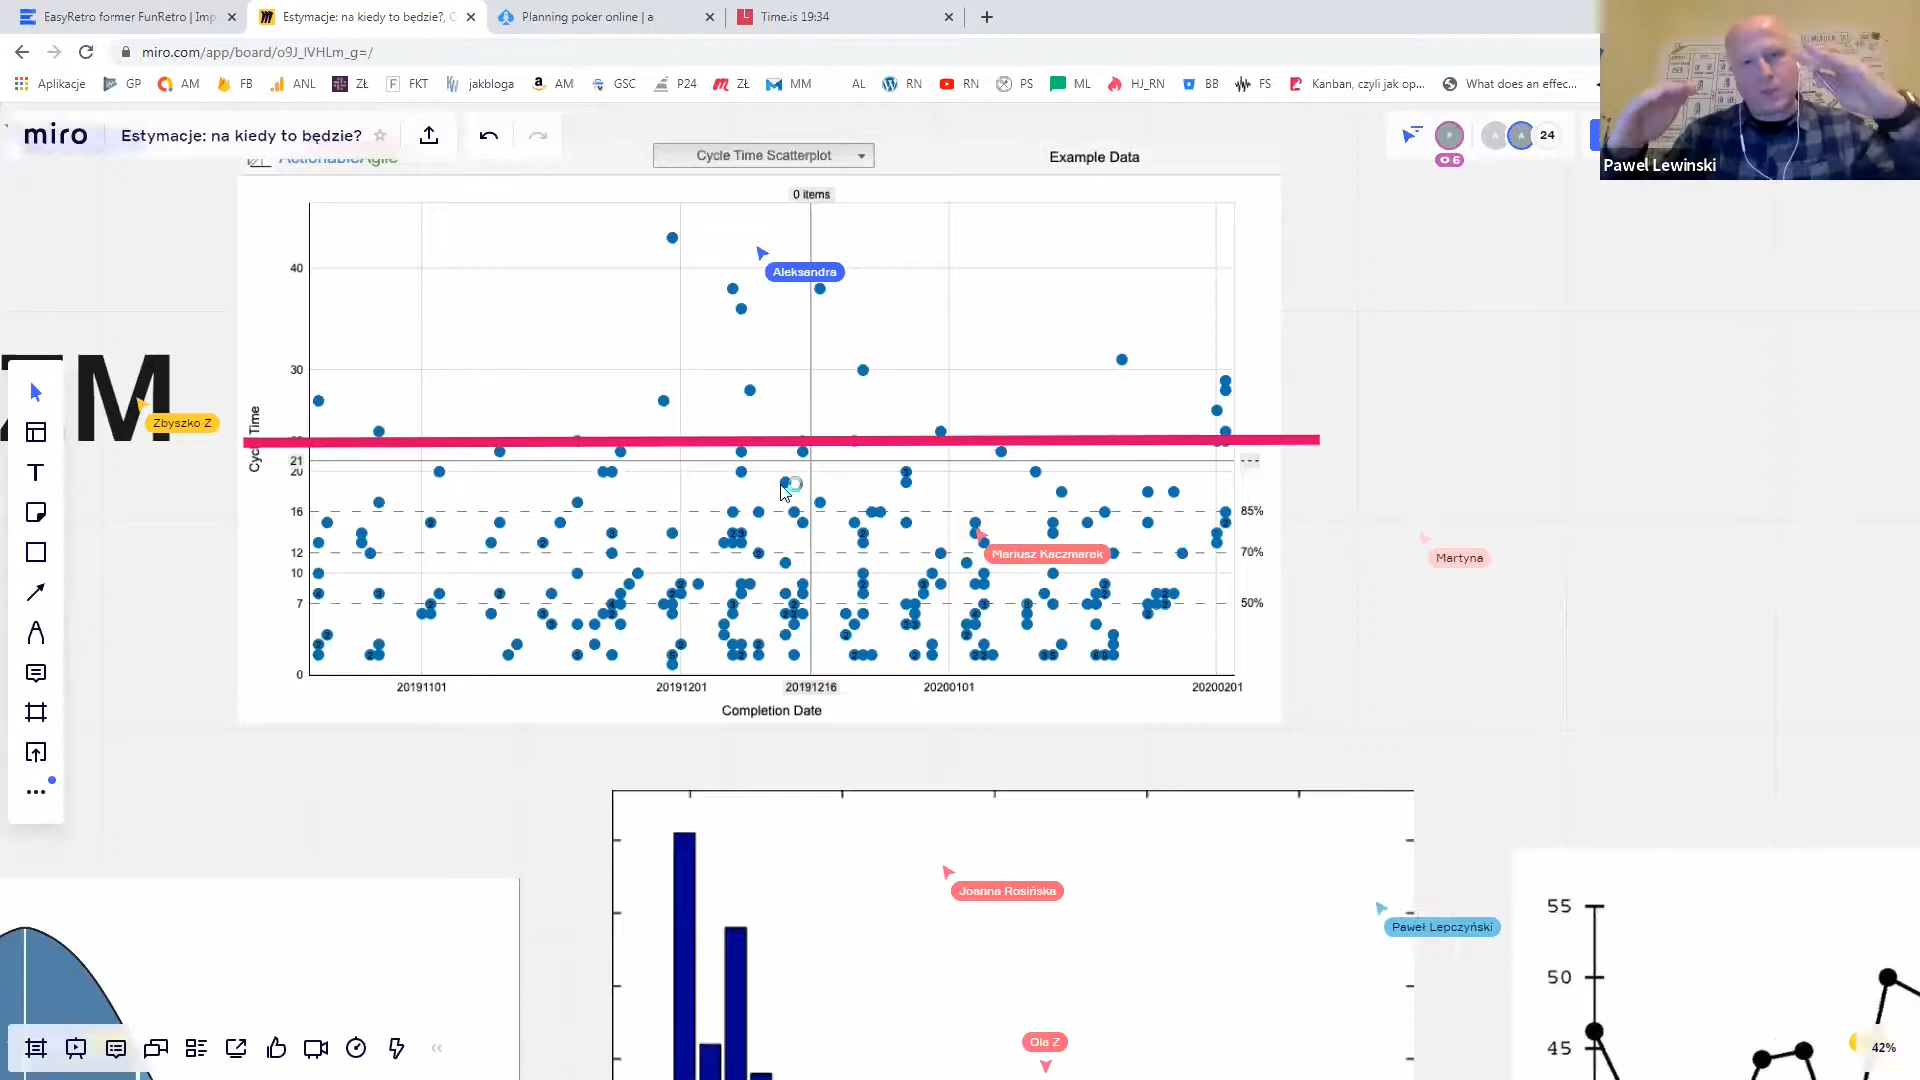 EasyRetro former FunRetro | Imp
Estymacje: na kiedy to będzie?, C
Planning poker online | a
Time.is 19:34
miro.com/app/board/o9J_lVHLm_g=/
Aplikacje GP AM FB ANL ZŁ FKT jakbloga AM GSC P24 ZŁ MM AL RN RN PS ML HJ_RN BB FS Kanban, czyli jak op... What does an effec...
miro Estymacje: na kiedy to będzie?
P A A 24
6
Pawel Lewinski
ActionableAgile
Cycle Time Scatterplot
Example Data
0 items
Aleksandra
40
30
M
Zbyszko Z
Cycle Time
21
20
16
85%
12
70%
10
7
50%
0
Mariusz Kaczmarek
Martyna
20191101 20191201 20191216 20200101 20200201
Completion Date
Joanna Rosińska
Paweł Lepczyński
Ola Z
55
50
45
42%